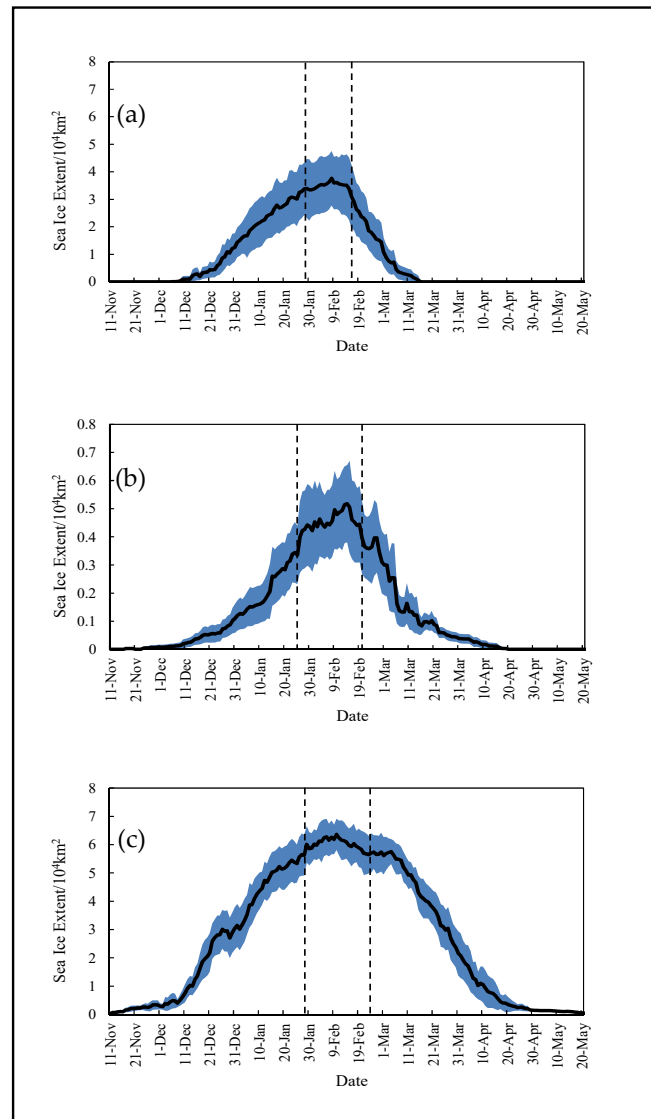 8
7
6
5
4
3
2
1
0
Sea Ice Extent/10⁴km²
(a)
11-Nov
21-Nov
1-Dec
11-Dec
21-Dec
31-Dec
10-Jan
20-Jan
30-Jan
9-Feb
19-Feb
1-Mar
11-Mar
21-Mar
31-Mar
10-Apr
20-Apr
30-Apr
10-May
20-May
Date
0.8
0.7
0.6
0.5
0.4
0.3
0.2
0.1
0
Sea Ice Extent/10⁴km²
(b)
11-Nov
21-Nov
1-Dec
11-Dec
21-Dec
31-Dec
10-Jan
20-Jan
30-Jan
9-Feb
19-Feb
1-Mar
11-Mar
21-Mar
31-Mar
10-Apr
20-Apr
30-Apr
10-May
20-May
Date
8
7
6
5
4
3
2
1
0
Sea Ice Extent/10⁴km²
(c)
11-Nov
21-Nov
1-Dec
11-Dec
21-Dec
31-Dec
10-Jan
20-Jan
30-Jan
9-Feb
19-Feb
1-Mar
11-Mar
21-Mar
31-Mar
10-Apr
20-Apr
30-Apr
10-May
20-May
Date